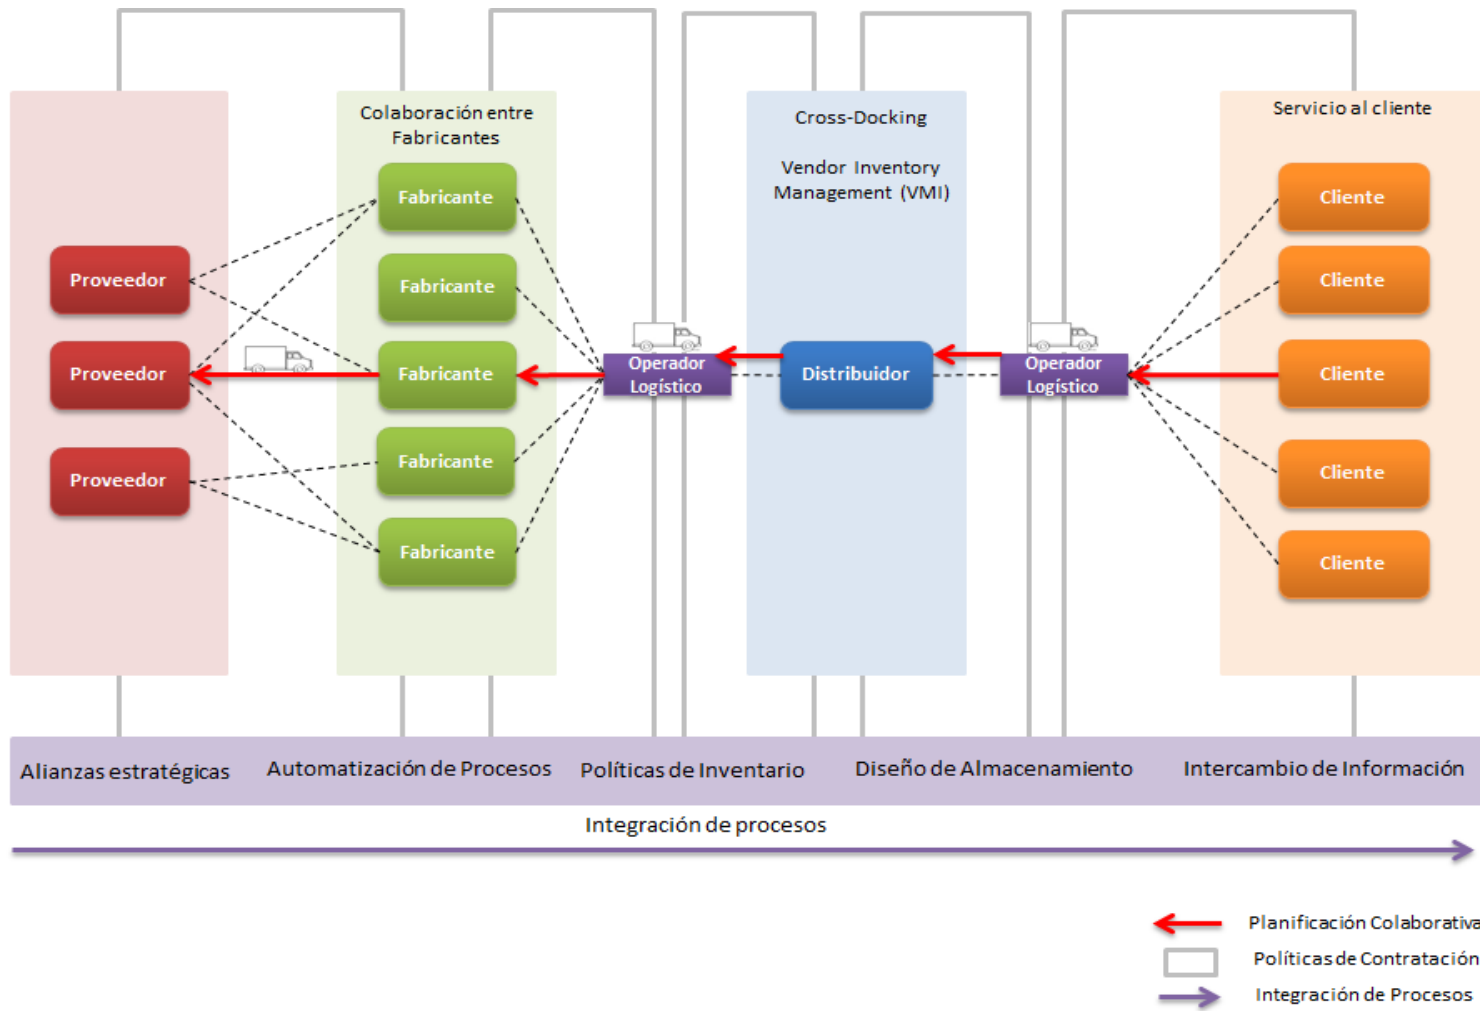 Colaboración entre
Fabricantes
Cross-Docking
Vendor Inventory
Management (VMI)
Servicio al cliente
Proveedor
Proveedor
Proveedor
Fabricante
Fabricante
Fabricante
Fabricante
Fabricante
Operador
Logístico
Distribuidor
Operador
Logístico
Cliente
Cliente
Cliente
Cliente
Cliente
Alianzas estratégicas
Automatización de Procesos
Políticas de Inventario
Diseño de Almacenamiento
Intercambio de Información
Integración de procesos
Planificación Colaborativa
Políticas de Contratación
Integración de Procesos